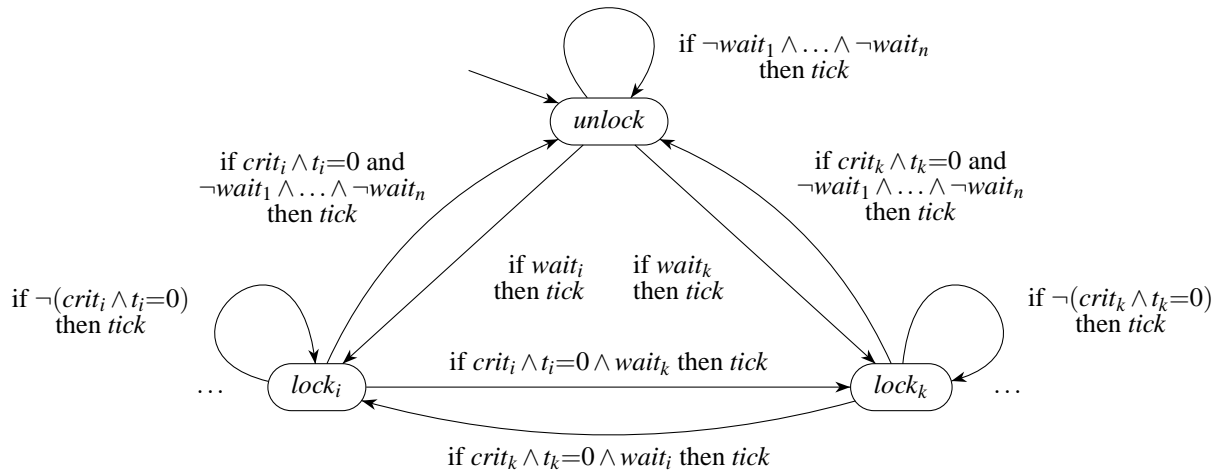 if ¬wait₁ ∧ … ∧ ¬waitₙ
then tick
unlock
if critᵢ ∧ tᵢ=0 and
¬wait₁ ∧ … ∧ ¬waitₙ
then tick
if critₖ ∧ tₖ=0 and
¬wait₁ ∧ … ∧ ¬waitₙ
then tick
if waitᵢ
then tick
if waitₖ
then tick
if ¬(critᵢ ∧ tᵢ=0)
then tick
if ¬(critₖ ∧ tₖ=0)
then tick
…
lockᵢ
if critᵢ ∧ tᵢ=0 ∧ waitₖ then tick
lockₖ
…
if critₖ ∧ tₖ=0 ∧ waitᵢ then tick